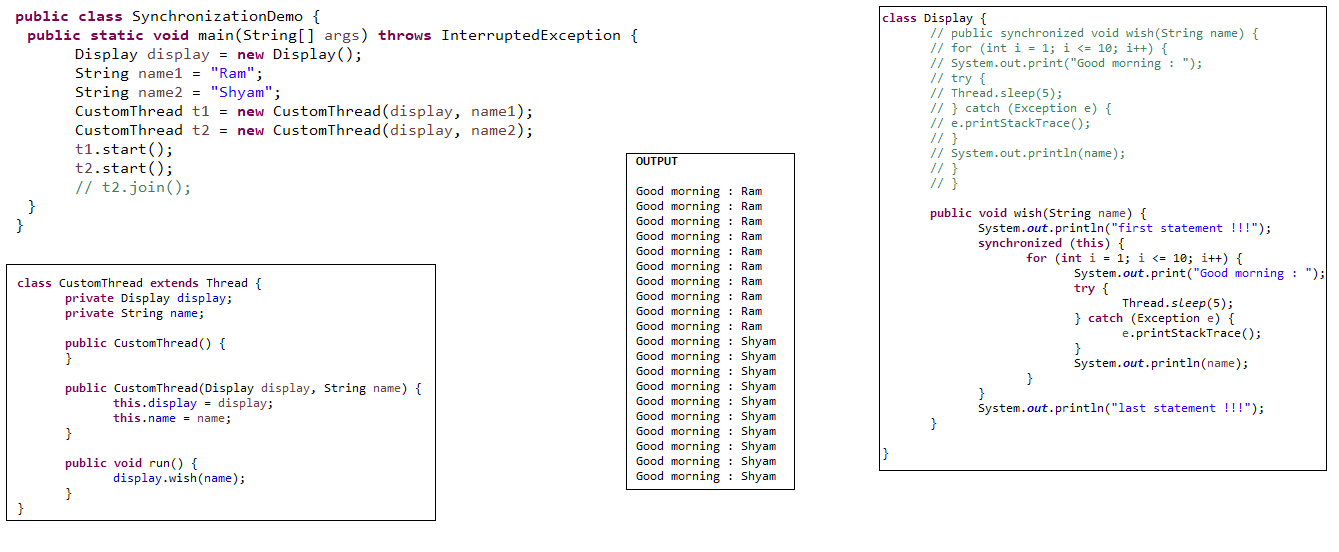 public class SynchronizationDemo {
public static void main(String[] args) throws InterruptedException {
Display display = new Display();
String name1 = "Ram";
String name2 = "Shyam";
CustomThread t1 = new CustomThread(display, name1);
CustomThread t2 = new CustomThread(display, name2);
t1.start();
t2.start();
// t2.join();
}
}
class CustomThread extends Thread {
private Display display;
private String name;
public CustomThread() {
}
public CustomThread(Display display, String name) {
this.display = display;
this.name = name;
}
public void run() {
display.wish(name);
}
}
OUTPUT
Good morning : Ram
Good morning : Ram
Good morning : Ram
Good morning : Ram
Good morning : Ram
Good morning : Ram
Good morning : Ram
Good morning : Ram
Good morning : Ram
Good morning : Ram
Good morning : Shyam
Good morning : Shyam
Good morning : Shyam
Good morning : Shyam
Good morning : Shyam
Good morning : Shyam
Good morning : Shyam
Good morning : Shyam
Good morning : Shyam
Good morning : Shyam
class Display {
// public synchronized void wish(String name) {
// for (int i = 1; i <= 10; i++) {
// System.out.print("Good morning : ");
// try {
// Thread.sleep(5);
// } catch (Exception e) {
// e.printStackTrace();
// }
// System.out.println(name);
// }
// }
public void wish(String name) {
System.out.println("first statement !!!");
synchronized (this) {
for (int i = 1; i <= 10; i++) {
System.out.print("Good morning : ");
try {
Thread.sleep(5);
} catch (Exception e) {
e.printStackTrace();
}
System.out.println(name);
}
}
System.out.println("last statement !!!");
}
}